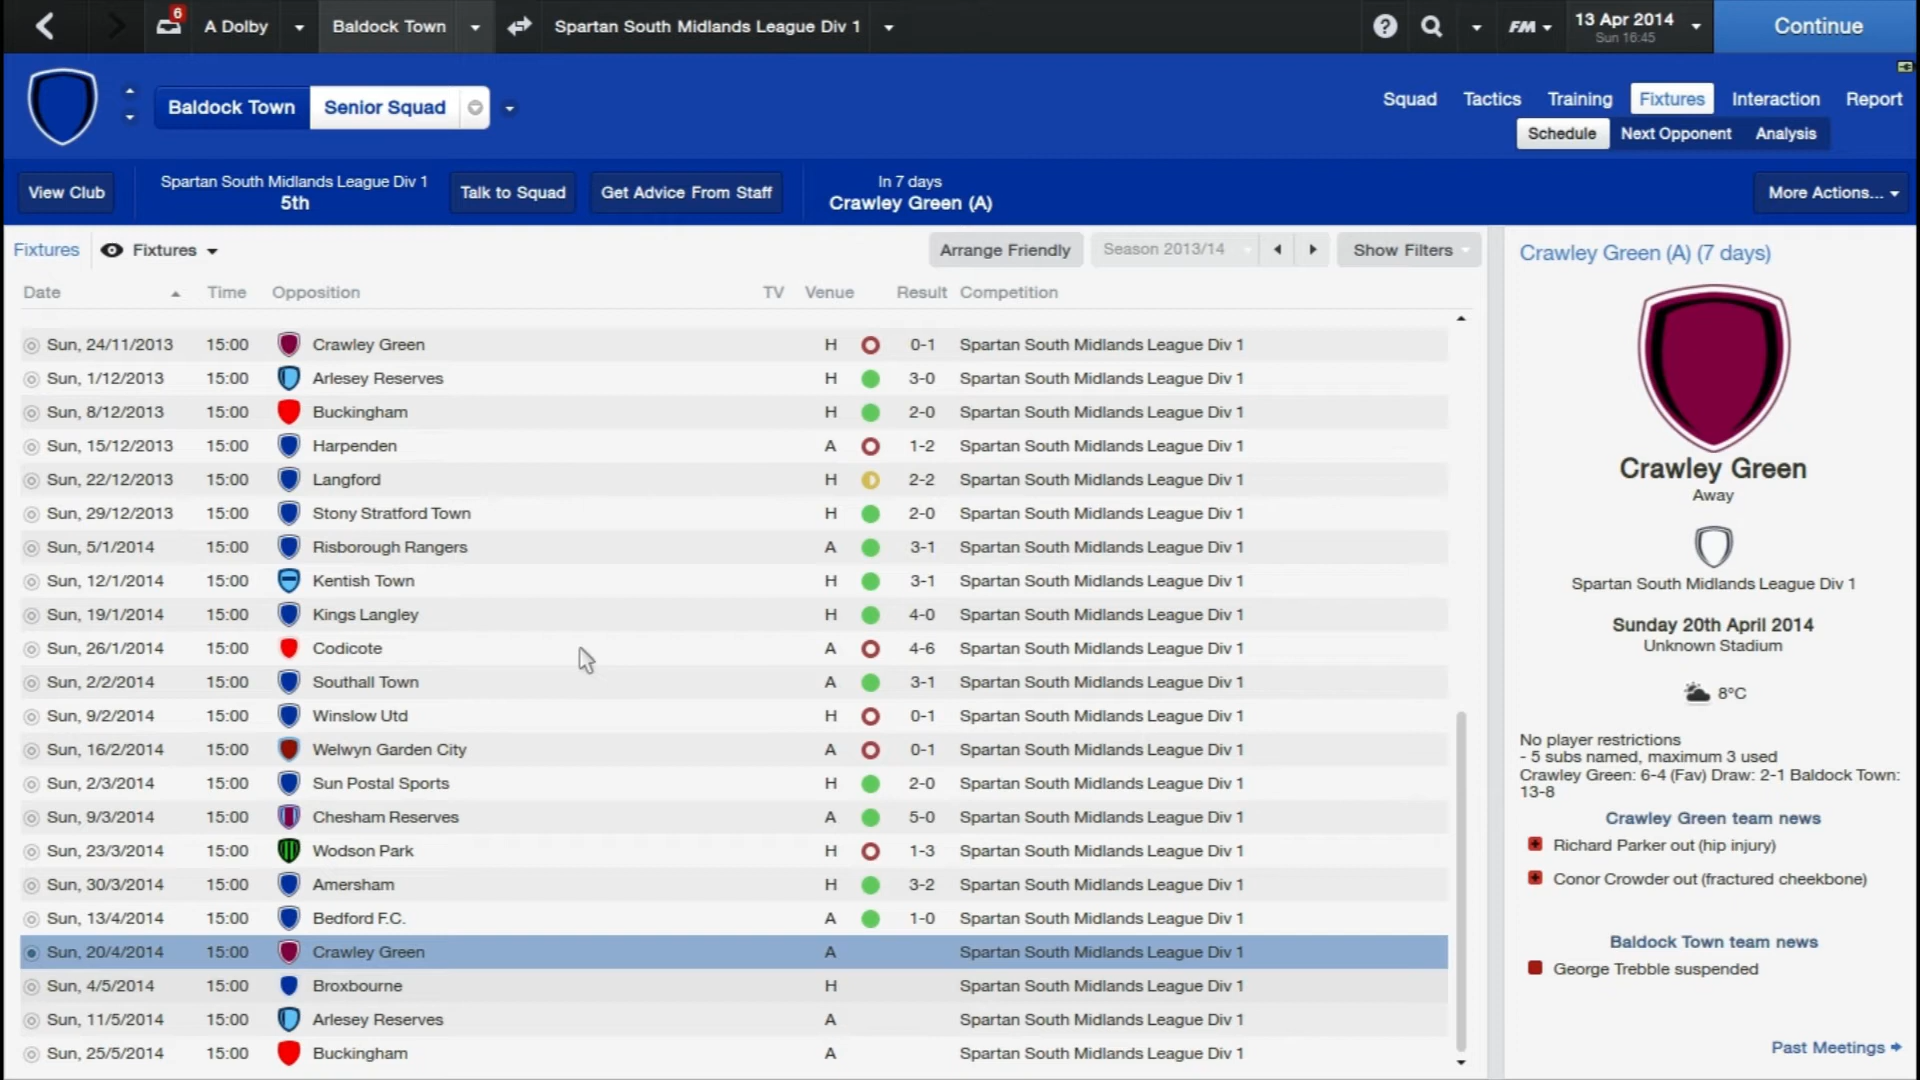 6
A Dolby
Baldock Town
Spartan South Midlands League Div 1
?
FM
13 Apr 2014
Sun 16:45
Continue
Baldock Town
Senior Squad
Squad Tactics Training Fixtures Interaction Report
Schedule Next Opponent Analysis
View Club
Spartan South Midlands League Div 1
5th
Talk to Squad
Get Advice From Staff
In 7 days
Crawley Green (A)
More Actions...
Fixtures
Fixtures
Arrange Friendly
Season 2013/14
Show Filters
Date Time Opposition TV Venue Result Competition
Sun, 24/11/2013 15:00 Crawley Green H 0-1 Spartan South Midlands League Div 1
Sun, 1/12/2013 15:00 Arlesey Reserves H 3-0 Spartan South Midlands League Div 1
Sun, 8/12/2013 15:00 Buckingham H 2-0 Spartan South Midlands League Div 1
Sun, 15/12/2013 15:00 Harpenden A 1-2 Spartan South Midlands League Div 1
Sun, 22/12/2013 15:00 Langford H 2-2 Spartan South Midlands League Div 1
Sun, 29/12/2013 15:00 Stony Stratford Town H 2-0 Spartan South Midlands League Div 1
Sun, 5/1/2014 15:00 Risborough Rangers A 3-1 Spartan South Midlands League Div 1
Sun, 12/1/2014 15:00 Kentish Town H 3-1 Spartan South Midlands League Div 1
Sun, 19/1/2014 15:00 Kings Langley H 4-0 Spartan South Midlands League Div 1
Sun, 26/1/2014 15:00 Codicote A 4-6 Spartan South Midlands League Div 1
Sun, 2/2/2014 15:00 Southall Town A 3-1 Spartan South Midlands League Div 1
Sun, 9/2/2014 15:00 Winslow Utd H 0-1 Spartan South Midlands League Div 1
Sun, 16/2/2014 15:00 Welwyn Garden City A 0-1 Spartan South Midlands League Div 1
Sun, 2/3/2014 15:00 Sun Postal Sports H 2-0 Spartan South Midlands League Div 1
Sun, 9/3/2014 15:00 Chesham Reserves A 5-0 Spartan South Midlands League Div 1
Sun, 23/3/2014 15:00 Wodson Park H 1-3 Spartan South Midlands League Div 1
Sun, 30/3/2014 15:00 Amersham H 3-2 Spartan South Midlands League Div 1
Sun, 13/4/2014 15:00 Bedford F.C. A 1-0 Spartan South Midlands League Div 1
Sun, 20/4/2014 15:00 Crawley Green A Spartan South Midlands League Div 1
Sun, 4/5/2014 15:00 Broxbourne H Spartan South Midlands League Div 1
Sun, 11/5/2014 15:00 Arlesey Reserves A Spartan South Midlands League Div 1
Sun, 25/5/2014 15:00 Buckingham A Spartan South Midlands League Div 1
Crawley Green (A) (7 days)
Crawley Green
Away
Spartan South Midlands League Div 1
Sunday 20th April 2014
Unknown Stadium
8°C
No player restrictions
- 5 subs named, maximum 3 used
Crawley Green: 6-4 (Fav) Draw: 2-1 Baldock Town:
13-8
Crawley Green team news
Richard Parker out (hip injury)
Conor Crowder out (fractured cheekbone)
Baldock Town team news
George Trebble suspended
Past Meetings